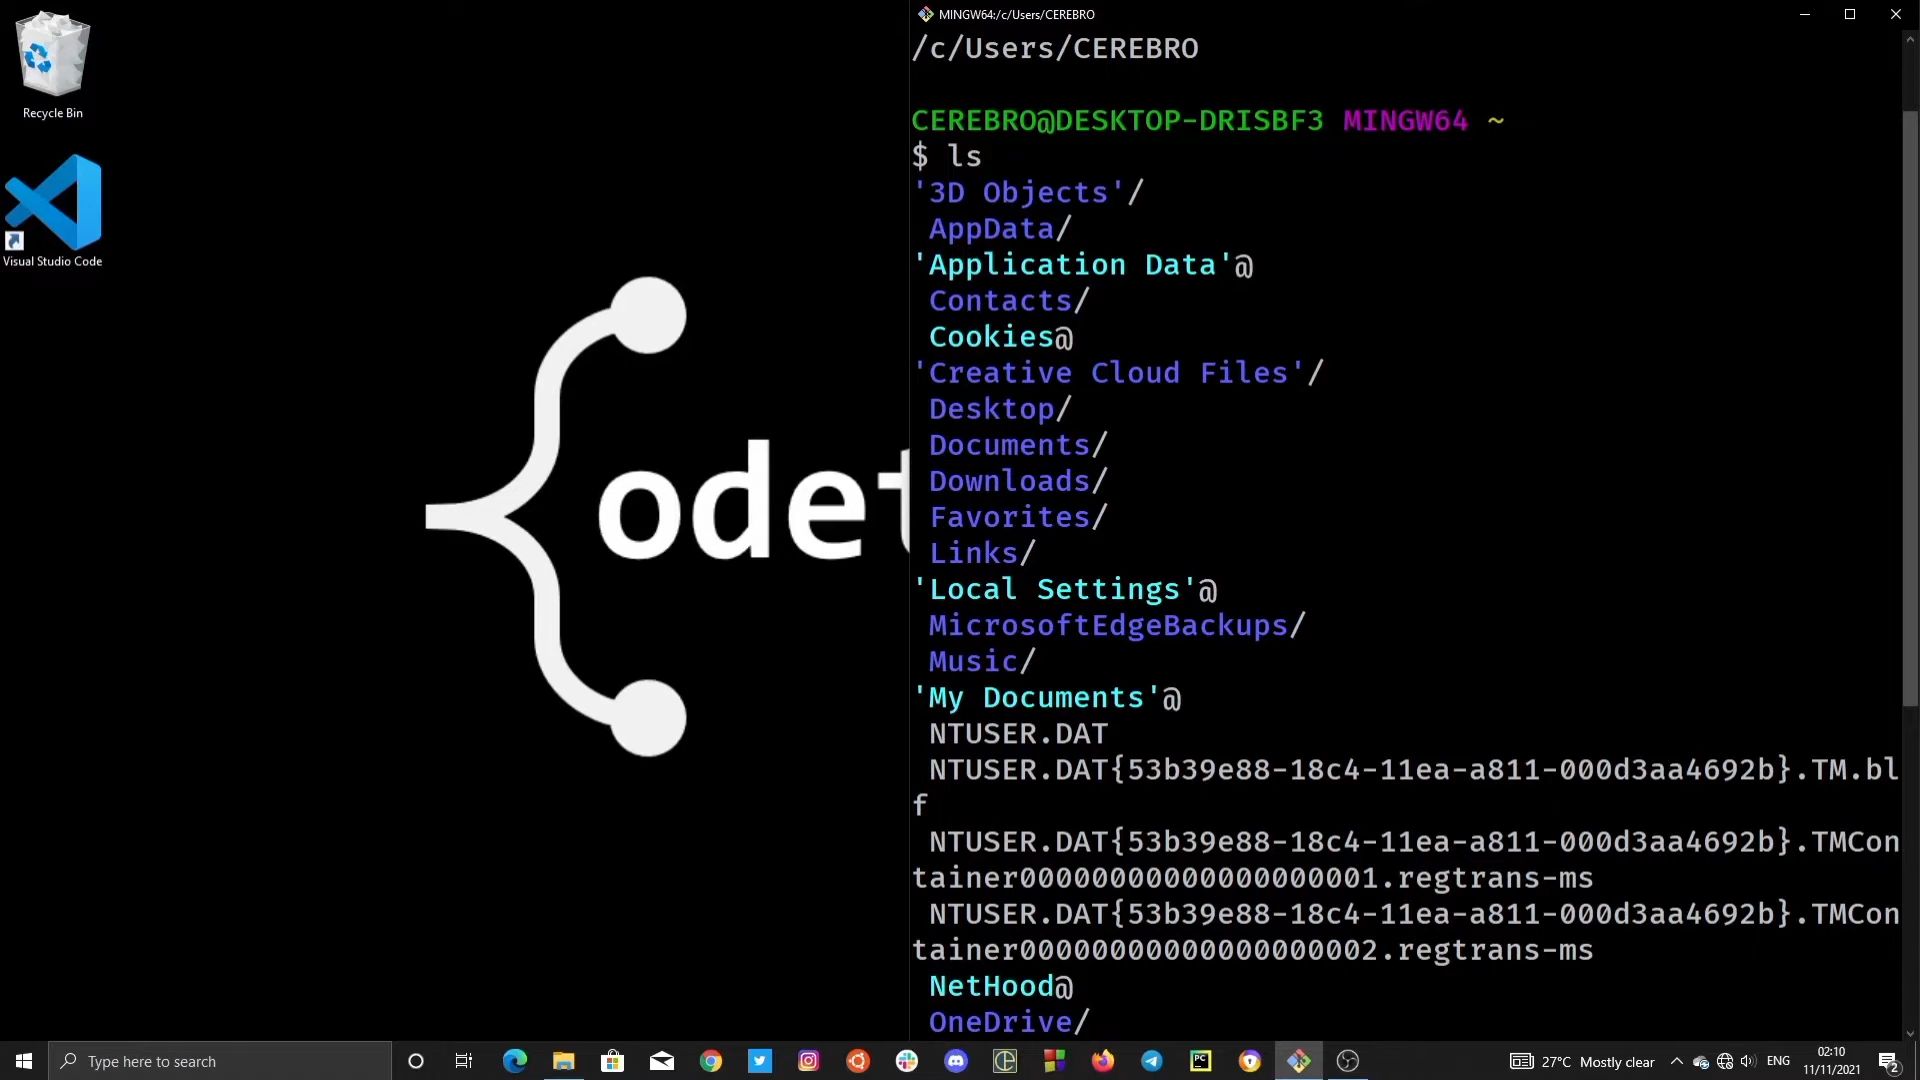 Recycle Bin
Visual Studio Code
odet
MINGW64:/c/Users/CEREBRO
/c/Users/CEREBRO
CEREBRO@DESKTOP-DRISBF3 MINGW64 ~
$ ls
'3D Objects'/
AppData/
'Application Data'@
Contacts/
Cookies@
'Creative Cloud Files'/
Desktop/
Documents/
Downloads/
Favorites/
Links/
'Local Settings'@
MicrosoftEdgeBackups/
Music/
'My Documents'@
NTUSER.DAT
NTUSER.DAT{53b39e88-18c4-11ea-a811-000d3aa4692b}.TM.bl
f
NTUSER.DAT{53b39e88-18c4-11ea-a811-000d3aa4692b}.TMCon
tainer00000000000000000001.regtrans-ms
NTUSER.DAT{53b39e88-18c4-11ea-a811-000d3aa4692b}.TMCon
tainer00000000000000000002.regtrans-ms
NetHood@
OneDrive/
Type here to search
PC
27°C Mostly clear
ENG
02:10
11/11/2021
2